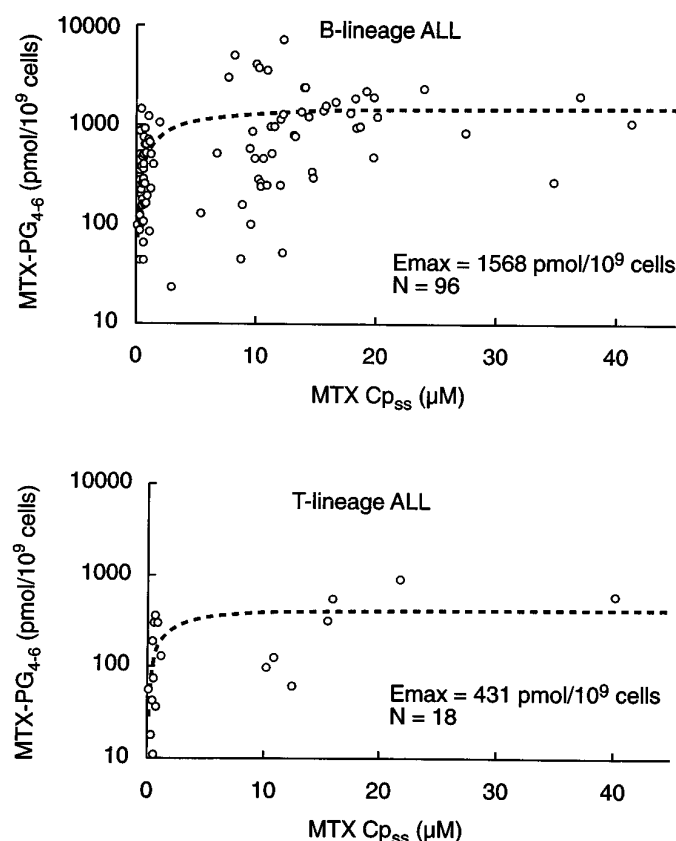 B-lineage ALL
MTX-PG4-6 (pmol/10⁹ cells)
10000
1000
100
10
Emax = 1568 pmol/10⁹ cells
N = 96
0 10 20 30 40
MTX Cpss (µM)
T-lineage ALL
MTX-PG4-6 (pmol/10⁹ cells)
10000
1000
100
10
Emax = 431 pmol/10⁹ cells
N = 18
0 10 20 30 40
MTX Cpss (µM)